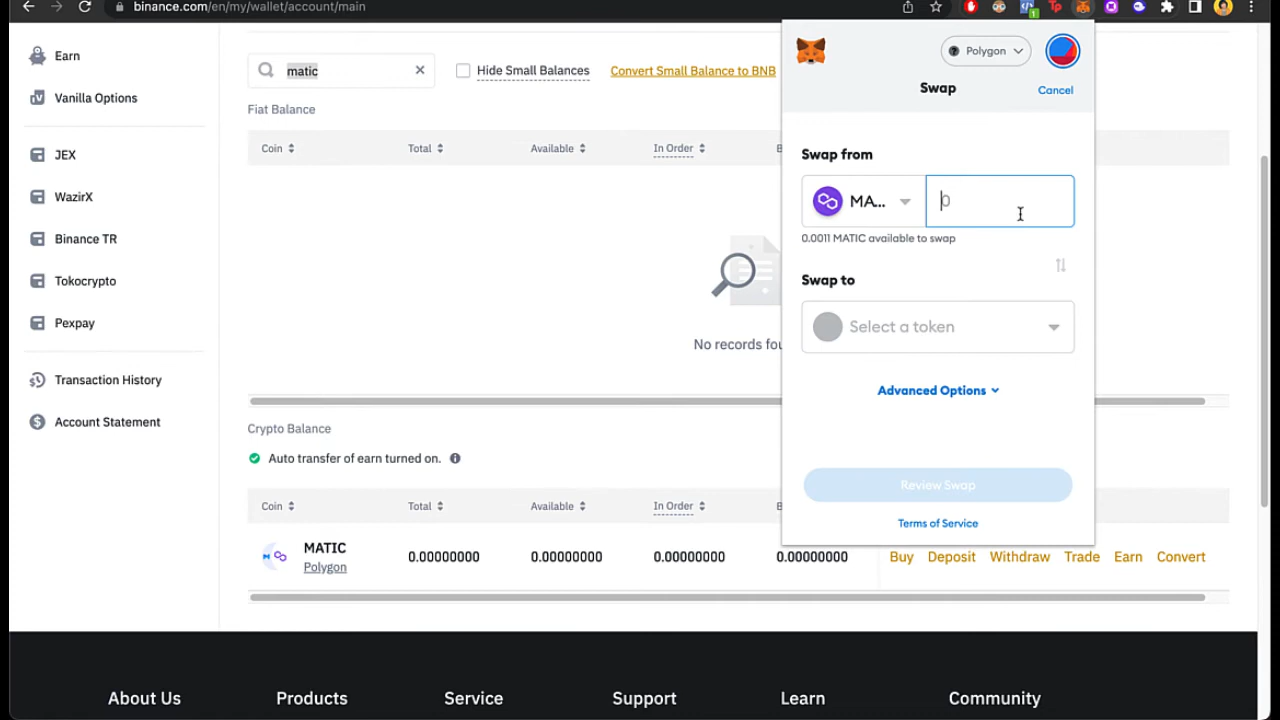 binance.com/en/my/wallet/account/main
Earn
Vanilla Options
JEX
WazirX
Binance TR
Tokocrypto
Pexpay
Transaction History
Account Statement
matic
Hide Small Balances
Convert Small Balance to BNB
Fiat Balance
Coin Total Available In Order B
No records fou
Crypto Balance
Auto transfer of earn turned on.
Coin Total Available In Order B
MATIC
Polygon
0.00000000 0.00000000 0.00000000 0.00000000
Buy Deposit Withdraw Trade Earn Convert
Polygon
Swap
Cancel
Swap from
MA... 0
0.0011 MATIC available to swap
Swap to
Select a token
Advanced Options
Review Swap
Terms of Service
About Us Products Service Support Learn Community